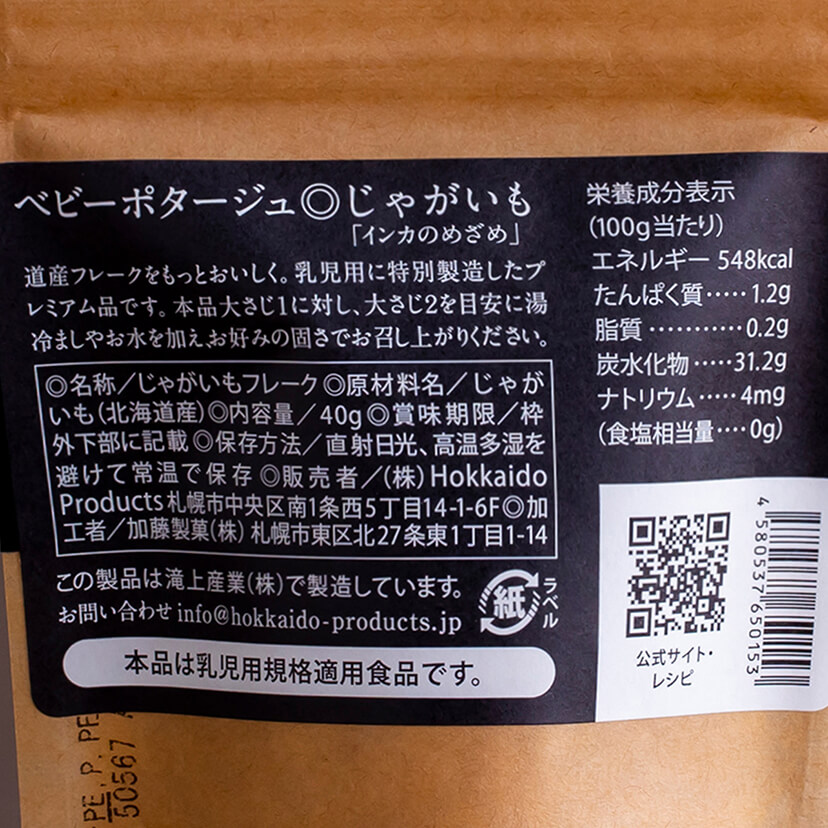 ベビーポタージュ◎じゃがいも
「インカのめざめ」
道産フレークをもっとおいしく。乳児用に特別製造したプ
レミアム品です。本品大さじ1に対し、大さじ2を目安に湯
冷ましやお水を加え、お好みの固さでお召し上がりください。
◎名称／じゃがいもフレーク◎原材料名／じゃが
いも(北海道産)◎内容量／40g◎賞味期限／枠
外下部に記載◎保存方法／直射日光、高温多湿を
避けて常温で保存◎販売者／(株)Hokkaido
Products 札幌市中央区南1条西5丁目14-1-6F◎加
工者／加藤製菓(株) 札幌市東区北27条東1丁目1-14
この製品は滝上産業(株)で製造しています。
お問い合わせ info@hokkaido-products.jp
紙
ラベル
本品は乳児用規格適用食品です。
栄養成分表示
(100g当たり)
エネルギー 548kcal
たんぱく質‥‥‥1.2g
脂質‥‥‥‥‥‥0.2g
炭水化物‥‥‥31.2g
ナトリウム‥‥‥4mg
(食塩相当量‥‥0g)
4580537650153
公式サイト・
レシピ
PE, P. PE
50567